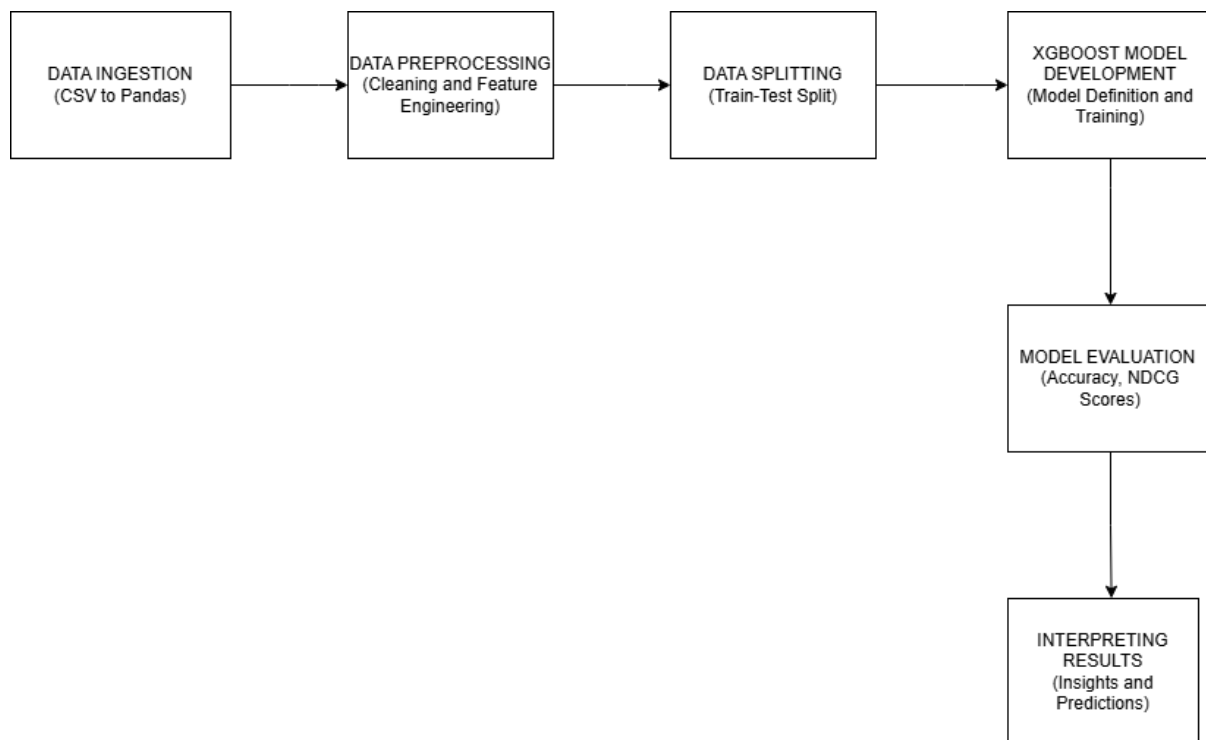 DATA INGESTION
(CSV to Pandas)
DATA PREPROCESSING
(Cleaning and Feature
Engineering)
DATA SPLITTING
(Train-Test Split)
XGBOOST MODEL
DEVELOPMENT
(Model Definition and
Training)
MODEL EVALUATION
(Accuracy, NDCG
Scores)
INTERPRETING
RESULTS
(Insights and
Predictions)